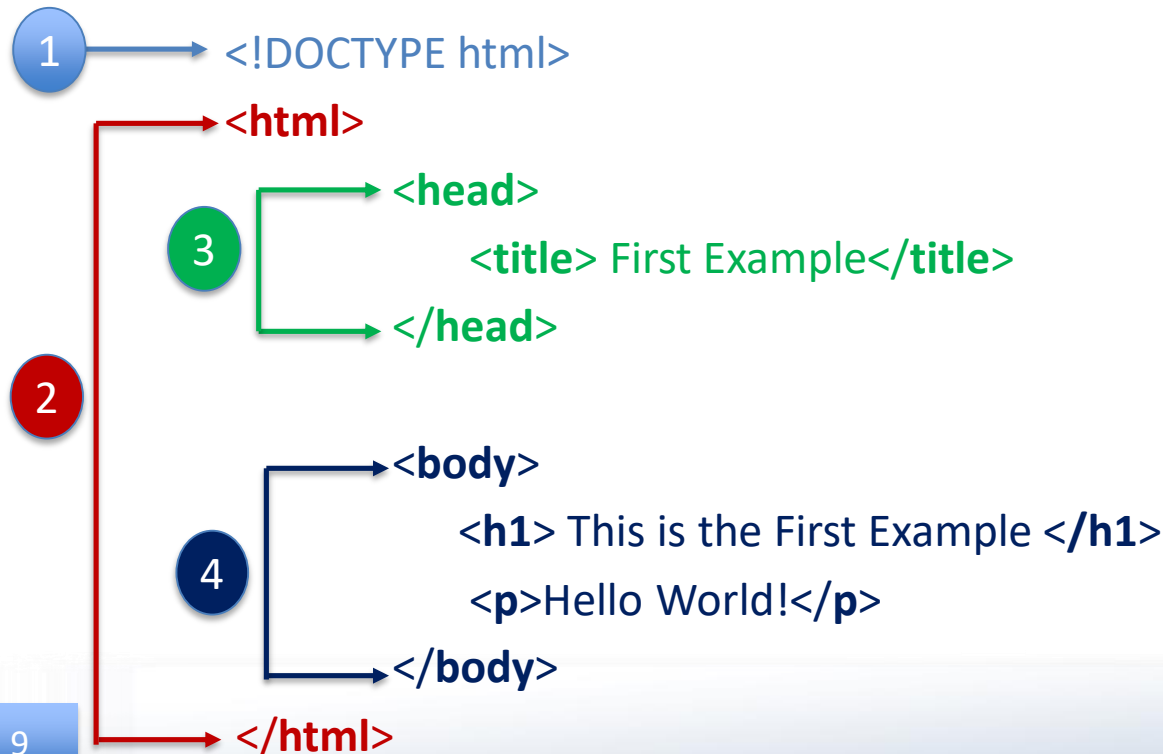 1 <!DOCTYPE html>
<html>
<head>
3 <title> First Example</title>
</head>
2
<body>
<h1> This is the First Example </h1>
4 <p>Hello World!</p>
</body>
9 </html>